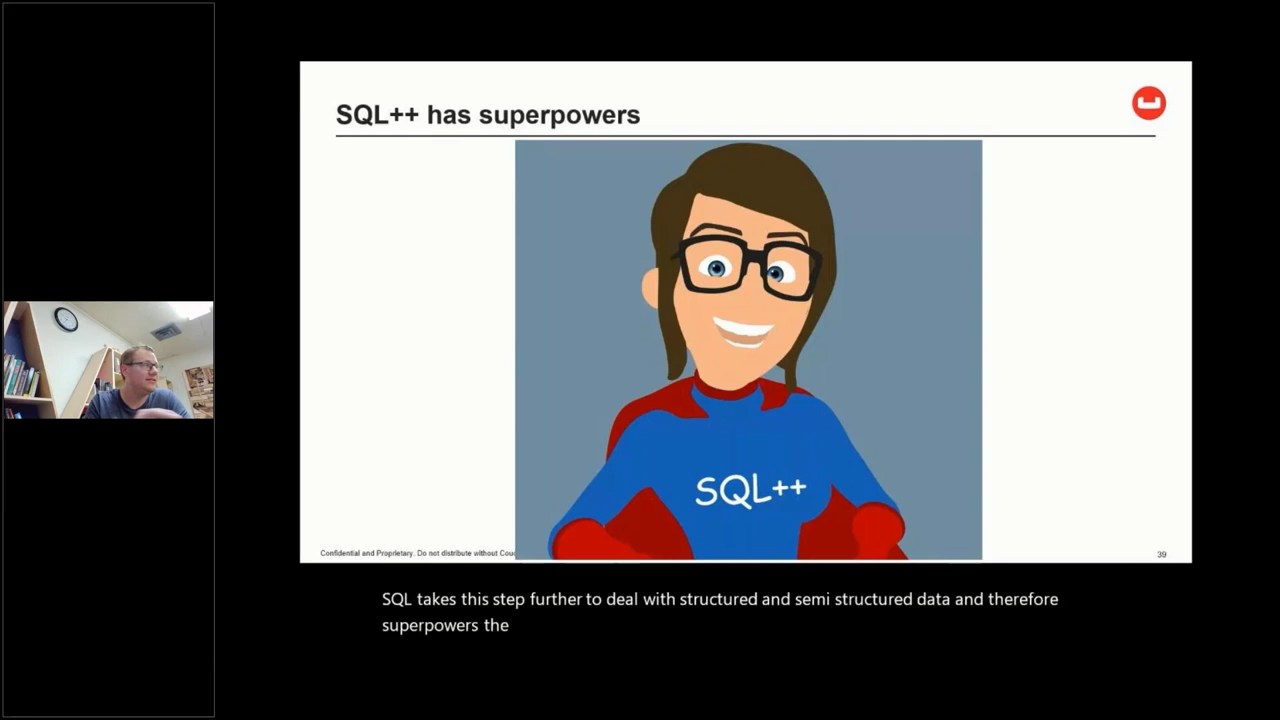 SQL++ has superpowers
SQL++
Confidential and Proprietary. Do not distribute without
39
SQL takes this step further to deal with structured and semi structured data and therefore
superpowers the